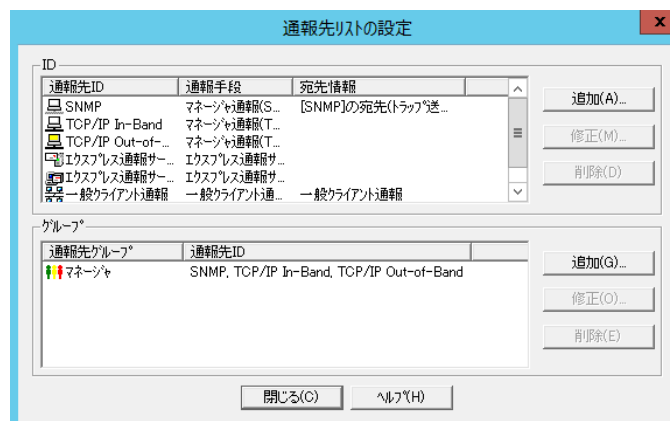 通報先リストの設定
x
ID
通報先ID 通報手段 宛先情報
SNMP マネージャ通報(S... [SNMP]の宛先(トラップ送...
TCP/IP In-Band マネージャ通報(T...
TCP/IP Out-of-... マネージャ通報(T...
エクスプレス通報サー... エクスプレス通報サ...
エクスプレス通報サー... エクスプレス通報サ...
一般クライアント通報 一般クライアント通... 一般クライアント通報
追加(A)...
修正(M)...
削除(D)
グループ
通報先グループ 通報先ID
マネージャ SNMP, TCP/IP In-Band, TCP/IP Out-of-Band
追加(G)...
修正(O)...
削除(E)
閉じる(C) ヘルプ(H)